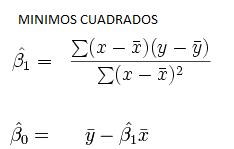 MINIMOS CUADRADOS
β̂₁ = ∑(x − x̄)(y − ȳ) / ∑(x − x̄)²
β̂₀ = ȳ − β̂₁x̄